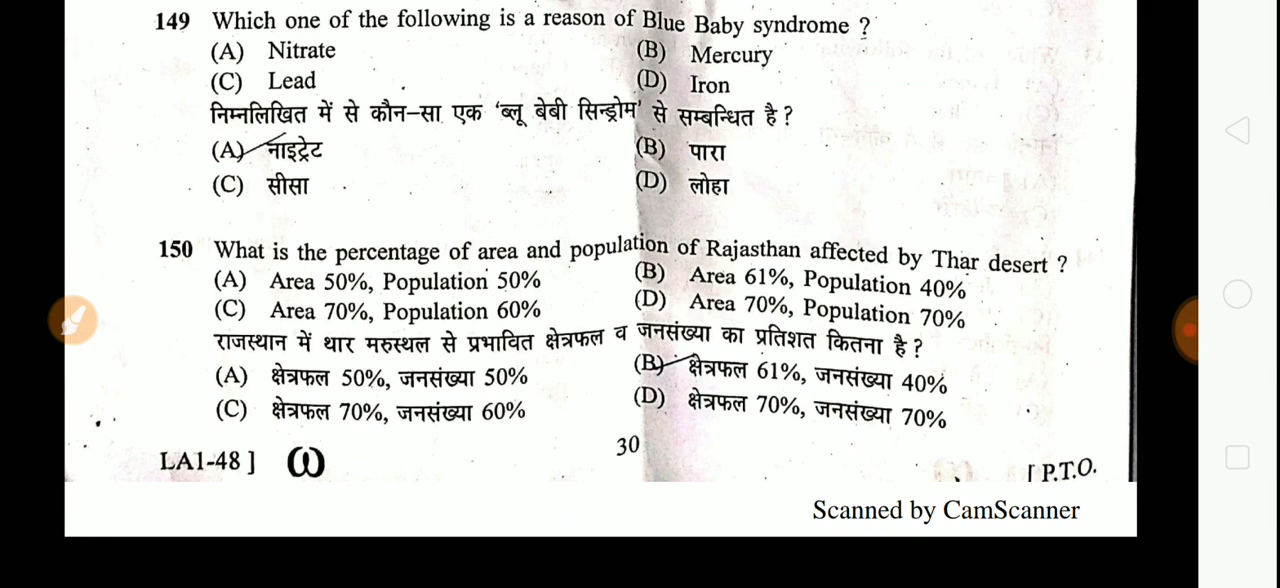 149 Which one of the following is a reason of Blue Baby syndrome ?
(A) Nitrate (B) Mercury
(C) Lead (D) Iron
निम्नलिखित में से कौन-सा एक ‘ब्लू बेबी सिन्ड्रोम’ से सम्बन्धित है ?
(A) नाइट्रेट (B) पारा
(C) सीसा (D) लोहा
150 What is the percentage of area and population of Rajasthan affected by Thar desert ?
(A) Area 50%, Population 50% (B) Area 61%, Population 40%
(C) Area 70%, Population 60% (D) Area 70%, Population 70%
राजस्थान में थार मरुस्थल से प्रभावित क्षेत्रफल व जनसंख्या का प्रतिशत कितना है ?
(A) क्षेत्रफल 50%, जनसंख्या 50% (B) क्षेत्रफल 61%, जनसंख्या 40%
(C) क्षेत्रफल 70%, जनसंख्या 60% (D) क्षेत्रफल 70%, जनसंख्या 70%
LA1-48 ] 30 [ P.T.O.
Scanned by CamScanner